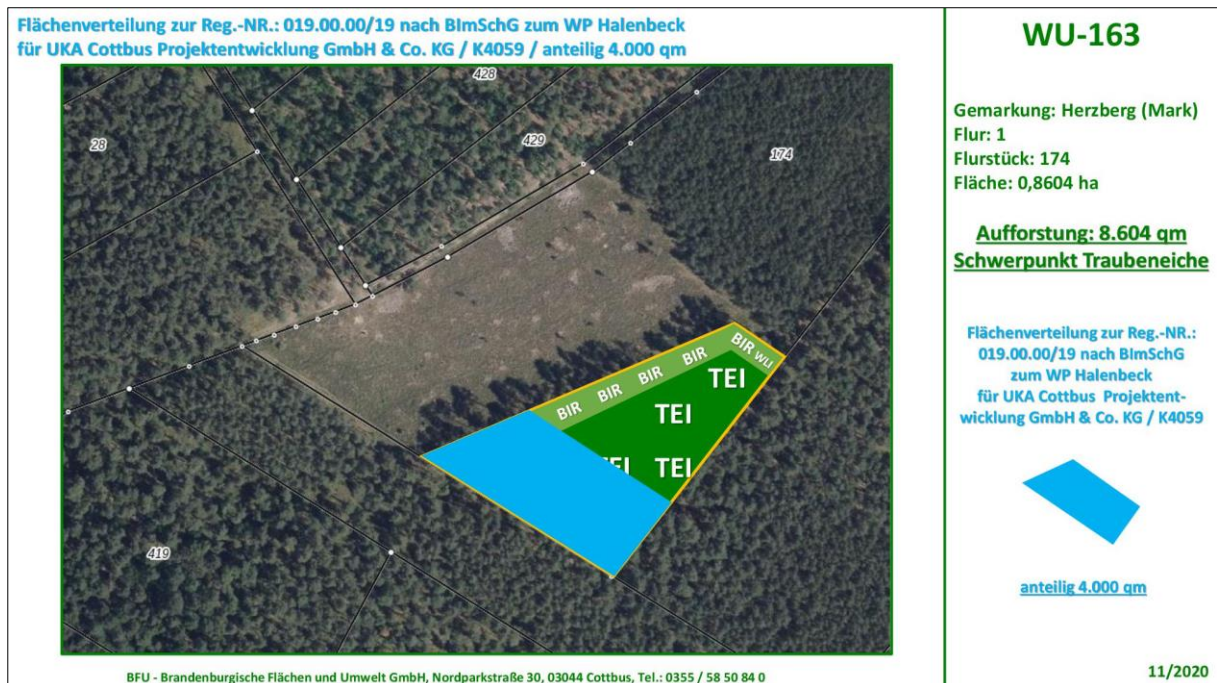 Flächenverteilung zur Reg.-NR.: 019.00.00/19 nach BImSchG zum WP Halenbeck
für UKA Cottbus Projektentwicklung GmbH & Co. KG / K4059 / anteilig 4.000 qm
WU-163
Gemarkung: Herzberg (Mark)
Flur: 1
Flurstück: 174
Fläche: 0,8604 ha
Aufforstung: 8.604 qm
Schwerpunkt Traubeneiche
Flächenverteilung zur Reg.-NR.:
019.00.00/19 nach BImSchG
zum WP Halenbeck
für UKA Cottbus Projektent-
wicklung GmbH & Co. KG / K4059
anteilig 4.000 qm
11/2020
428
28
429
174
419
BIR BIR BIR BIR BIR WLI
TEI
TEI
TEI TEI
BFU - Brandenburgische Flächen und Umwelt GmbH, Nordparkstraße 30, 03044 Cottbus, Tel.: 0355 / 58 50 84 0